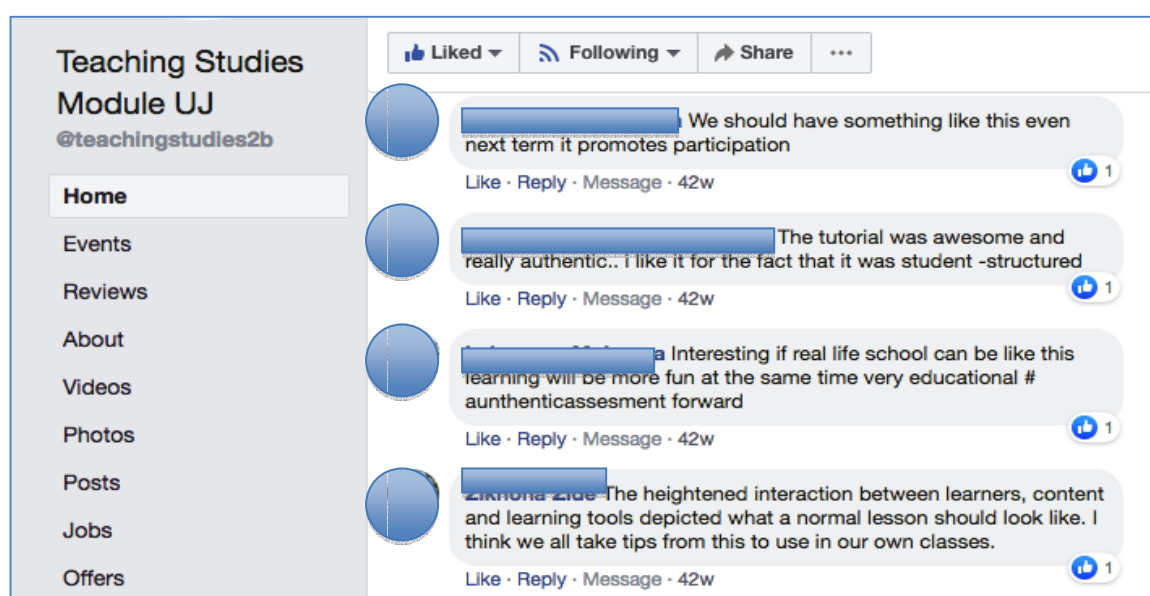 Teaching Studies
Module UJ
@teachingstudies2b
Home
Events
Reviews
About
Videos
Photos
Posts
Jobs
Offers
Liked
Following
Share
...
We should have something like this even
next term it promotes participation
Like · Reply · Message · 42w
1
The tutorial was awesome and
really authentic.. i like it for the fact that it was student -structured
Like · Reply · Message · 42w
1
Interesting if real life school can be like this
learning will be more fun at the same time very educational #
aunthenticassesment forward
Like · Reply · Message · 42w
1
The heightened interaction between learners, content
and learning tools depicted what a normal lesson should look like. I
think we all take tips from this to use in our own classes.
Like · Reply · Message · 42w
1